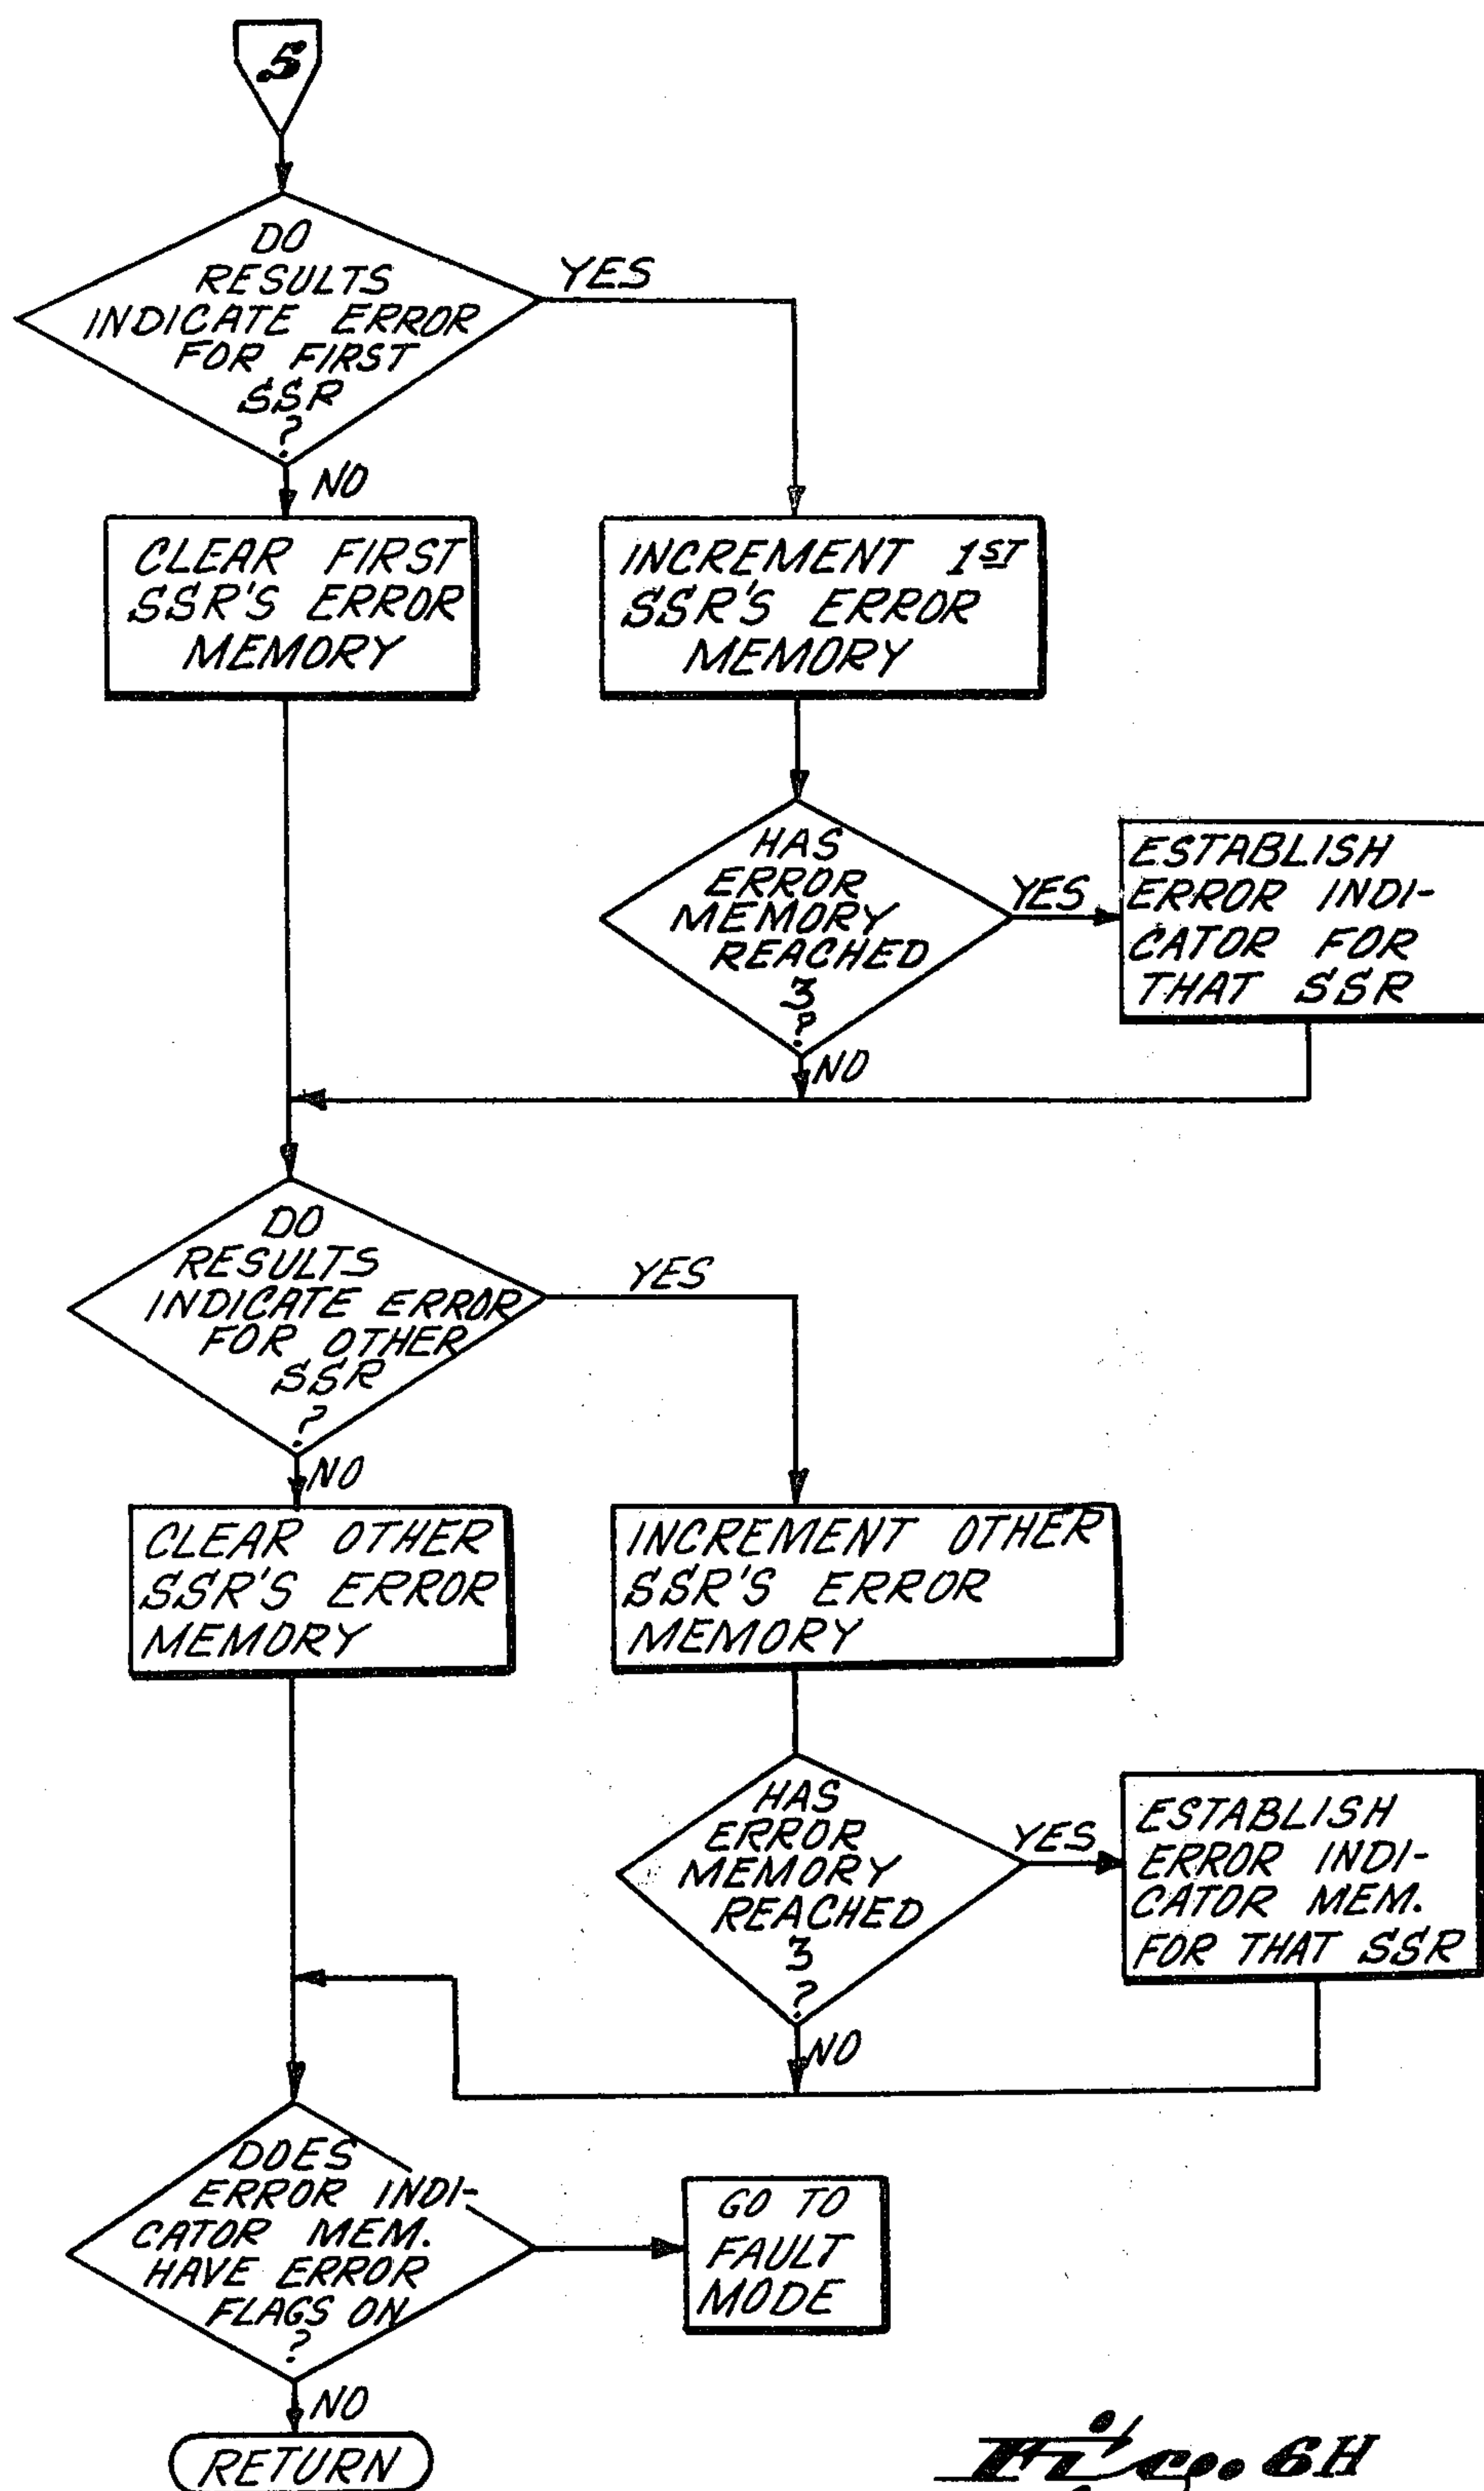 5
DO
RESULTS
INDICATE ERROR
FOR FIRST
SSR
?
YES
NO
CLEAR FIRST
SSR'S ERROR
MEMORY
INCREMENT 1ST
SSR'S ERROR
MEMORY
HAS
ERROR
MEMORY
REACHED
3
?
YES
NO
ESTABLISH
ERROR INDI-
CATOR FOR
THAT SSR
DO
RESULTS
INDICATE ERROR
FOR OTHER
SSR
?
YES
NO
CLEAR OTHER
SSR'S ERROR
MEMORY
INCREMENT OTHER
SSR'S ERROR
MEMORY
HAS
ERROR
MEMORY
REACHED
3
?
YES
NO
ESTABLISH
ERROR INDI-
CATOR MEM.
FOR THAT SSR
DOES
ERROR INDI-
CATOR MEM.
HAVE ERROR
FLAGS ON
?
NO
GO TO
FAULT
MODE
RETURN
Fig. 6H